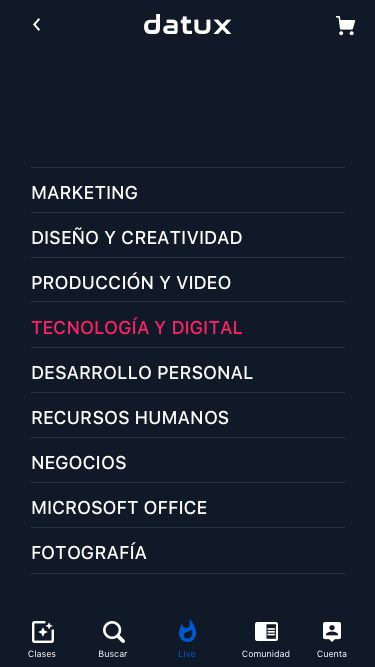 datux
MARKETING
DISEÑO Y CREATIVIDAD
PRODUCCIÓN Y VIDEO
TECNOLOGÍA Y DIGITAL
DESARROLLO PERSONAL
RECURSOS HUMANOS
NEGOCIOS
MICROSOFT OFFICE
FOTOGRAFÍA
Clases Buscar Live Comunidad Cuenta